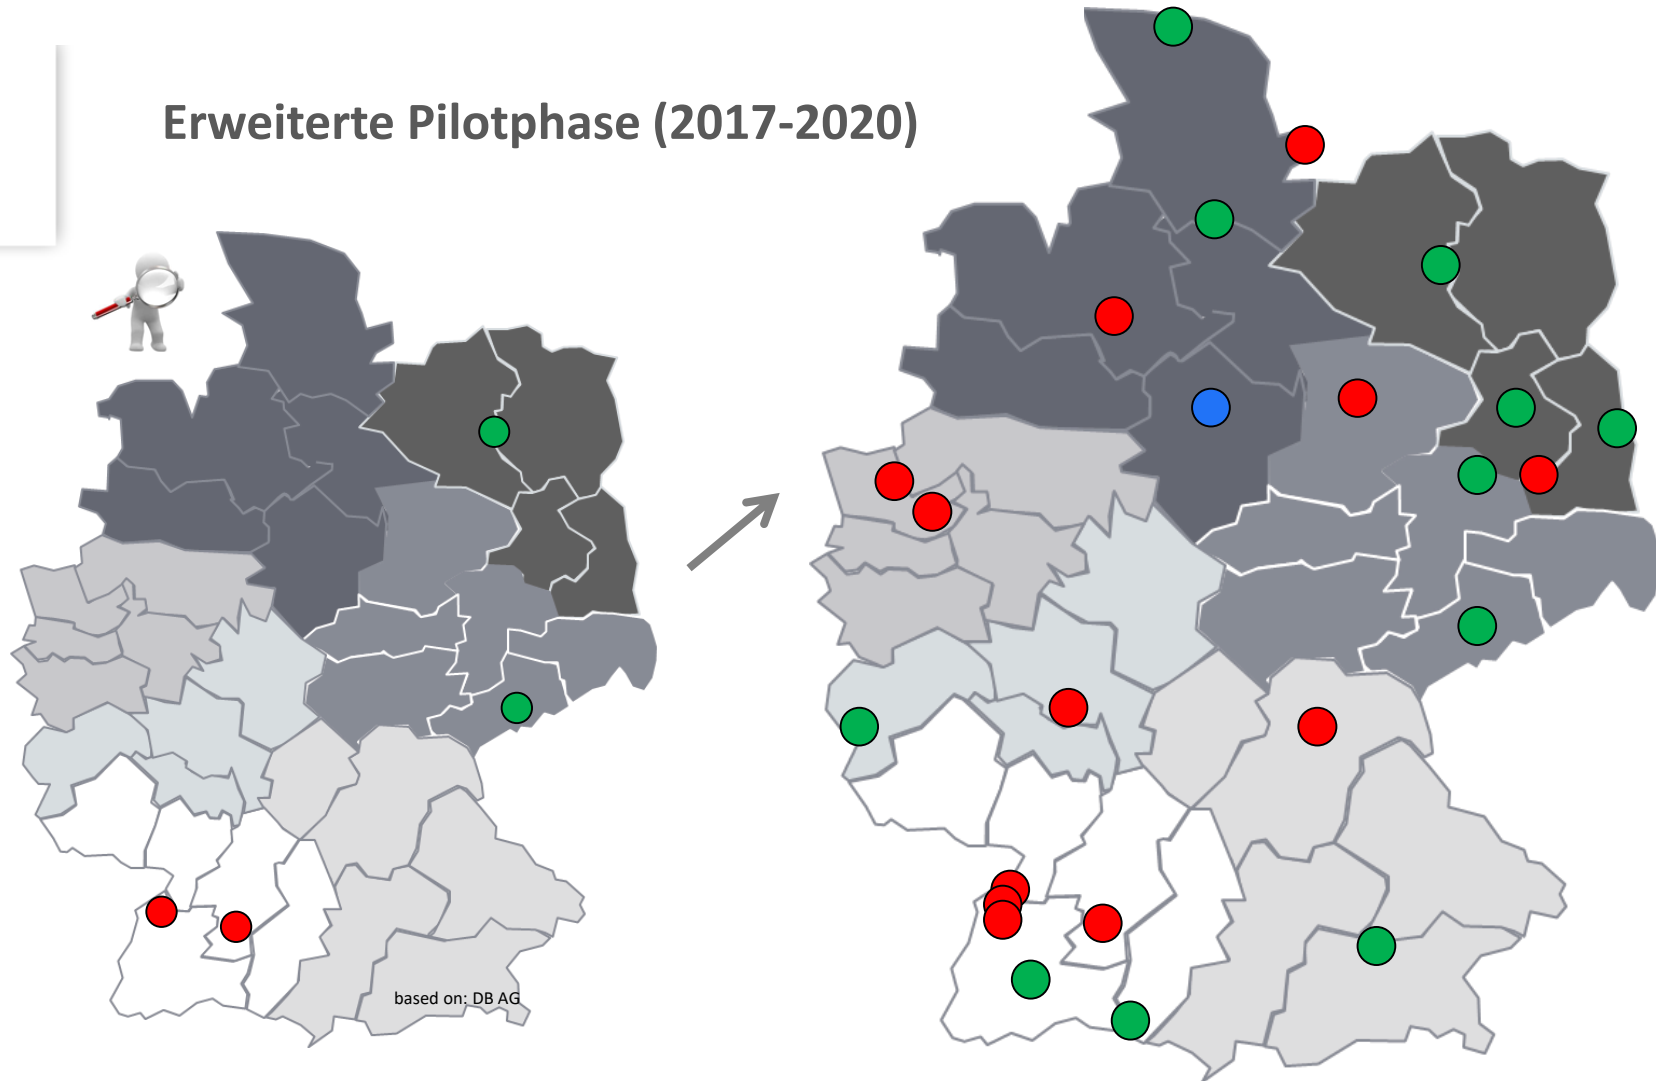 Erweiterte Pilotphase (2017-2020)
based on: DB AG